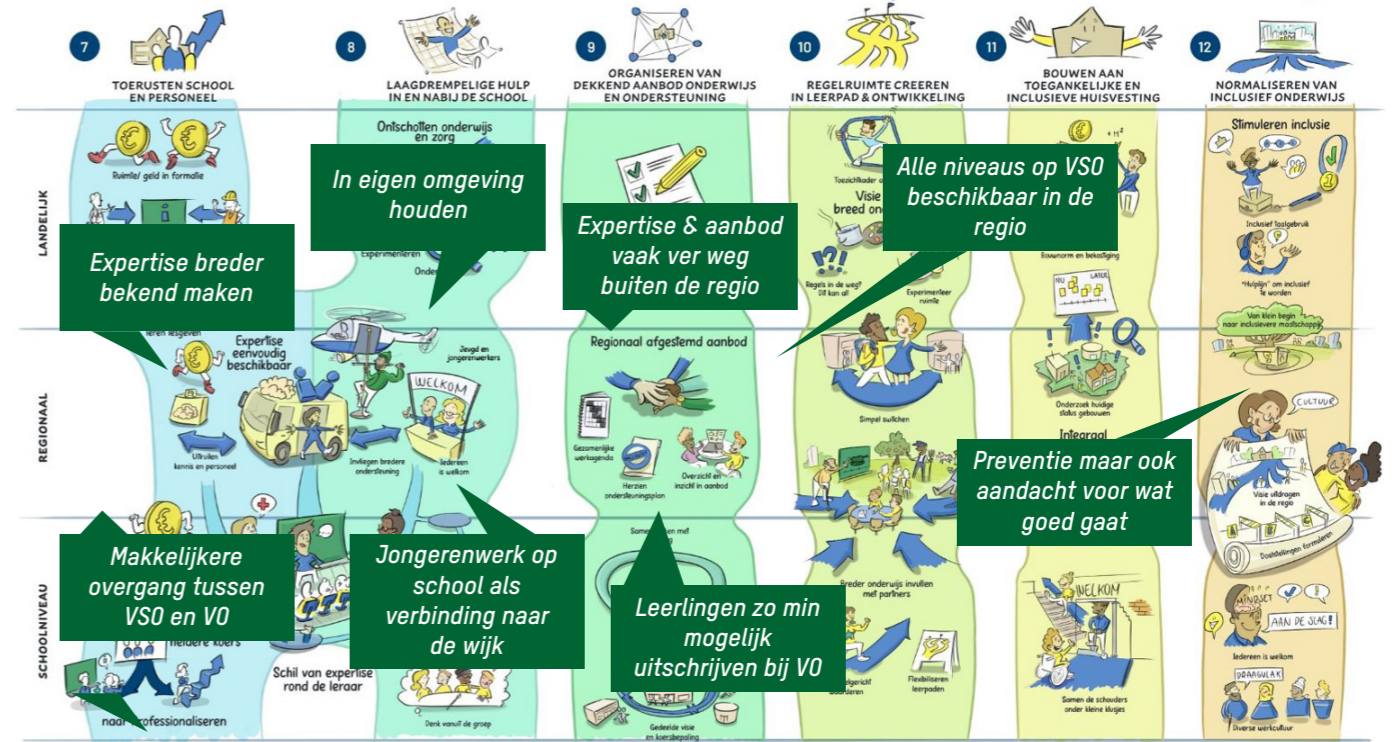 7
8
9
10
11
12
TOERUSTEN SCHOOL
EN PERSONEEL
LAAGDREMPELIGE HULP
IN EN NABIJ DE SCHOOL
ORGANISEREN VAN
DEKKEND AANBOD ONDERWIJS
EN ONDERSTEUNING
REGELRUIMTE CREEREN
IN LEERPAD & ONTWIKKELING
BOUWEN AAN
TOEGANKELIJKE EN
INCLUSIEVE HUISVESTING
NORMALISEREN VAN
INCLUSIEF ONDERWIJS
LANDELIJK
Ruimte/ geld in formatie
Expertise breder
bekend maken
Ontschotten onderwijs
en zorg
In eigen omgeving
houden
Experimenteren
Expertise & aanbod
vaak ver weg
buiten de regio
Toezichtkader
Visie
breed
Regels in de weg?
Dit kan al!
Experimenteer
ruimte
Alle niveaus op VSO
beschikbaar in de
regio
Bouwnorm en bekostiging
NU
LATER
Stimuleren inclusie
Inclusief taalgebruik
"Hulplijn" om inclusief
te worden
Van klein begin
naar inclusievere maatschappij
REGIONAAL
leren lesgeven
Expertise
eenvoudig
beschikbaar
Uitruilen
kennis en personeel
Jeugd en
jongerenwerkers
WELKOM
Invliegen bredere
ondersteuning
Iedereen
is welkom
Regionaal afgestemd aanbod
Gezamenlijke
werkagenda
Herzien
ondersteuningsplan
Overzicht en
inzicht in aanbod
Simpel switchen
Onderzoek huidige
status gebouwen
Integraal
Preventie maar ook
aandacht voor wat
goed gaat
CULTUUR
Visie uitdragen
in de regio
A
B
C
Doelstellingen formuleren
SCHOOLNIVEAU
Makkelijkere
overgang tussen
VSO en VO
heldere koers
naar professionaliseren
Schil van expertise
rond de leraar
Jongerenwerk op
school als
verbinding naar
de wijk
Denk vanuit de groep
Leerlingen zo min
mogelijk
uitschrijven bij VO
Gedeelde visie
en koersbepaling
Breder onderwijs invullen
met partners
Flexibiliseren
leerpaden
WELKOM
Samen de schouders
onder kleine klusjes
MINDSET
AAN DE SLAG!
Iedereen is welkom
DRAAGVLAK
Diverse werkcultuur